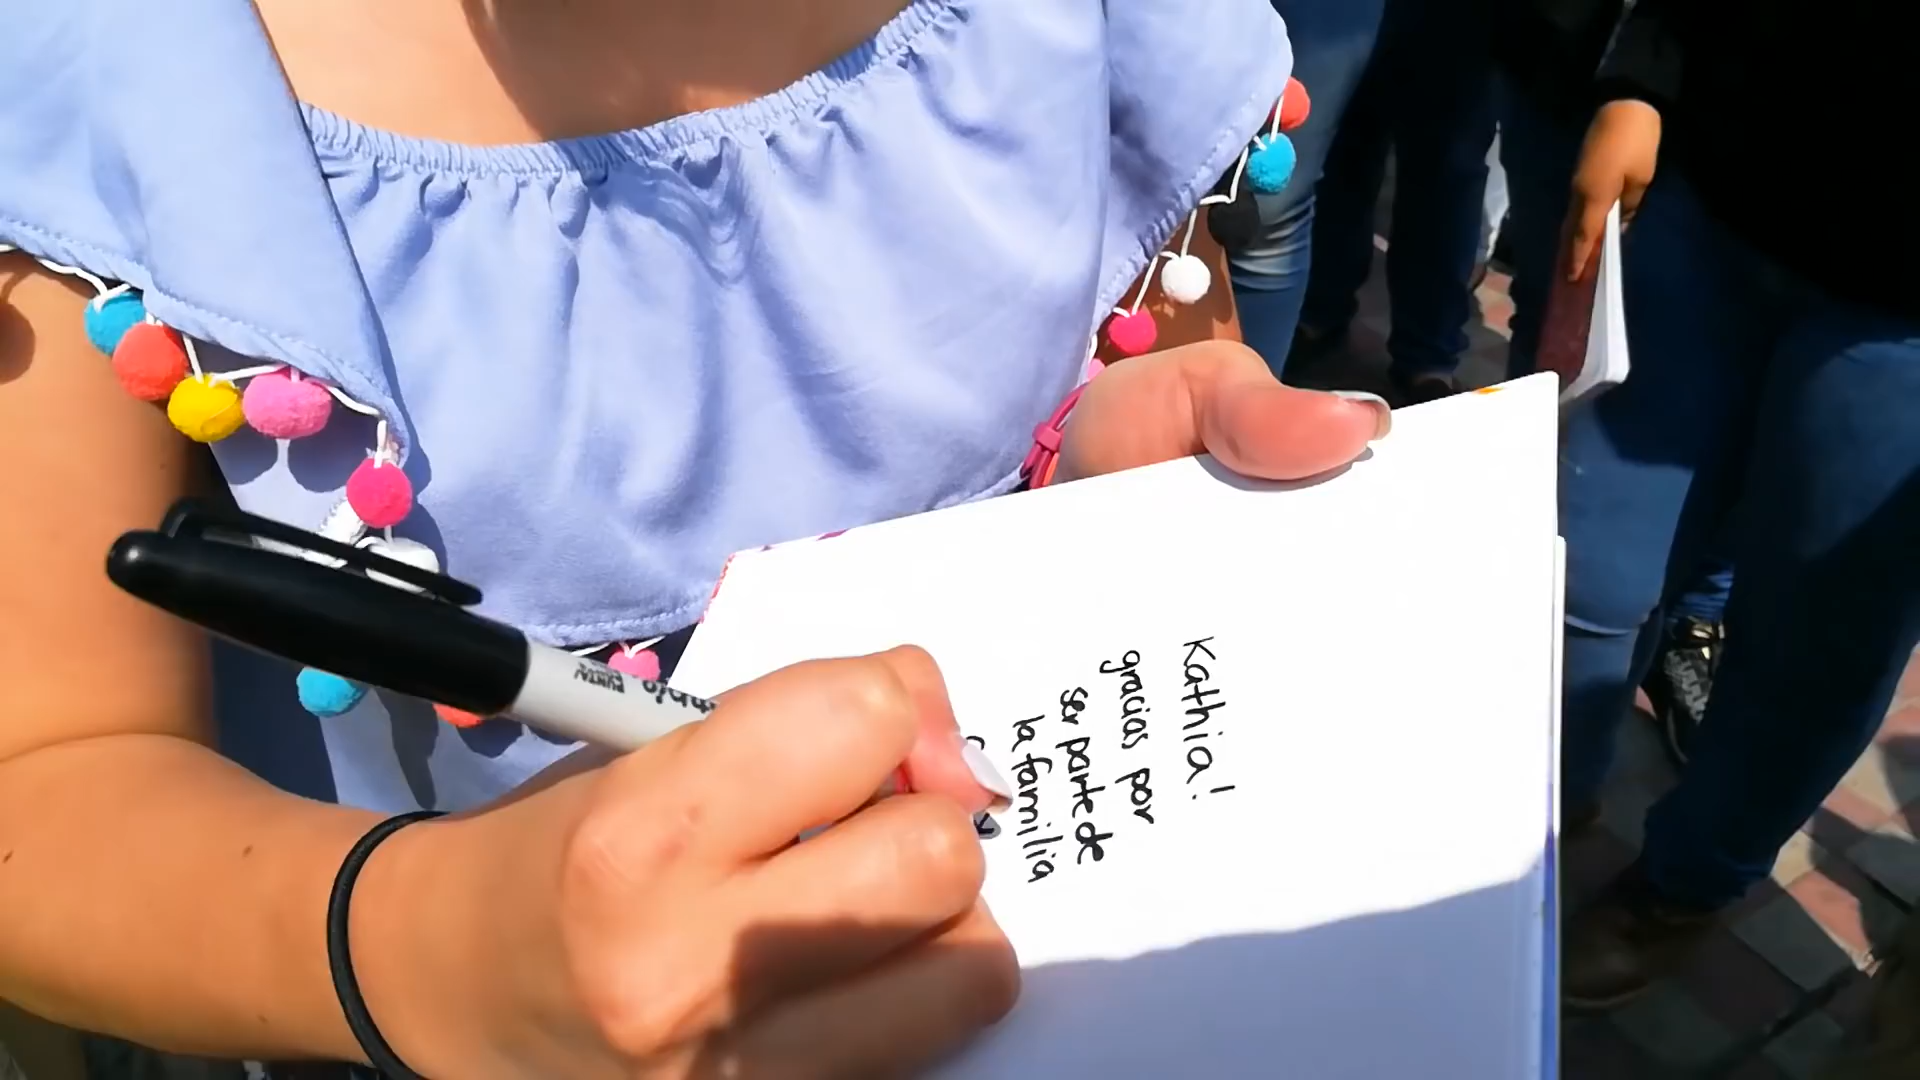 Kathia!
gracias por
ser parte de
la familia